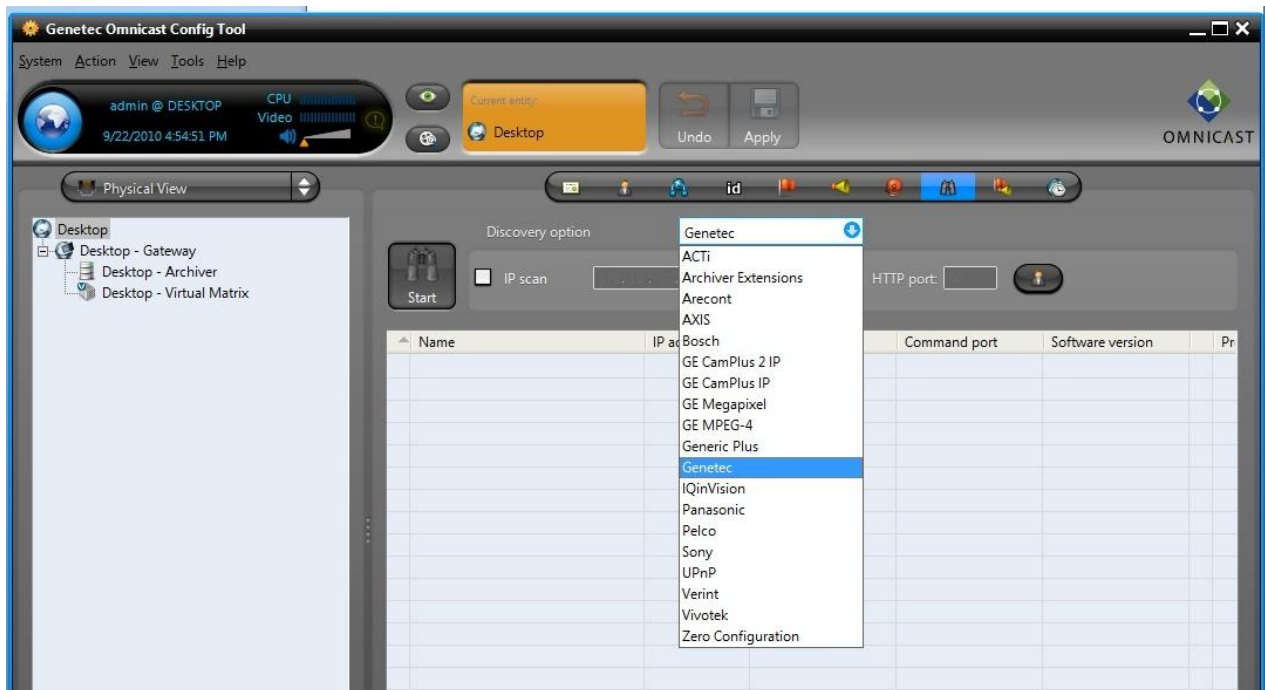 Genetec Omnicast Config Tool
System Action View Tools Help
admin @ DESKTOP
CPU
Video
9/22/2010 4:54:51 PM
Current entity:
Desktop
Undo
Apply
OMNICAST
Physical View
id
Desktop
Desktop - Gateway
Desktop - Archiver
Desktop - Virtual Matrix
Discovery option
Genetec
Start
IP scan
HTTP port:
Name
IP ad
Command port
Software version
Pr
ACTi
Archiver Extensions
Arecont
AXIS
Bosch
GE CamPlus 2 IP
GE CamPlus IP
GE Megapixel
GE MPEG-4
Generic Plus
Genetec
IQinVision
Panasonic
Pelco
Sony
UPnP
Verint
Vivotek
Zero Configuration